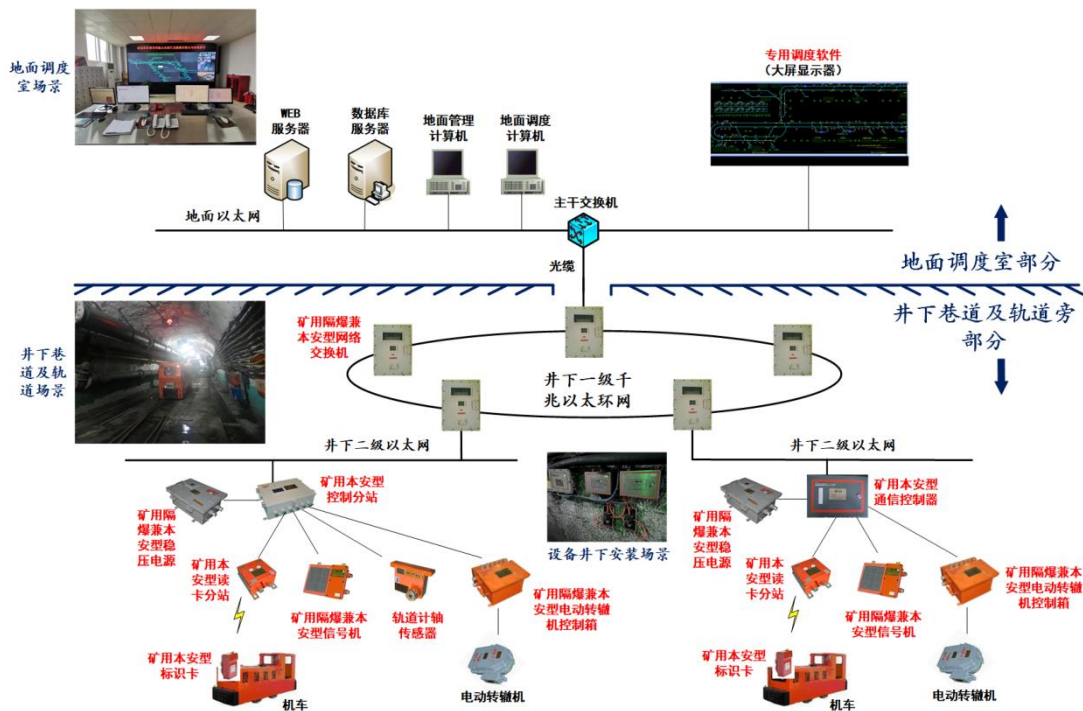 地面调度
室场景
专用调度软件
（大屏显示器）
WEB
服务器
数据库
服务器
地面管理
计算机
地面调度
计算机
主干交换机
地面以太网
光缆
地面调度室部分
井下巷道及轨道旁
部分
矿用隔爆兼
本安型网络
交换机
井下巷
道及轨
道场景
井下一级千
兆以太环网
井下二级以太网
井下二级以太网
矿用本安型
控制分站
矿用隔
爆兼本
安型稳
压电源
矿用本
安型读
卡分站
矿用隔爆兼本
安型信号机
轨道计轴
传感器
矿用隔爆兼本
安型电动转辙
机控制箱
矿用本安型
标识卡
机车
电动转辙机
设备井下安装场景
矿用本安型
通信控制器
矿用隔
爆兼本
安型稳
压电源
矿用本
安型读
卡分站
矿用隔爆兼本
安型信号机
矿用隔爆兼本
安型电动转辙
机控制箱
矿用本安型
标识卡
机车
电动转辙机